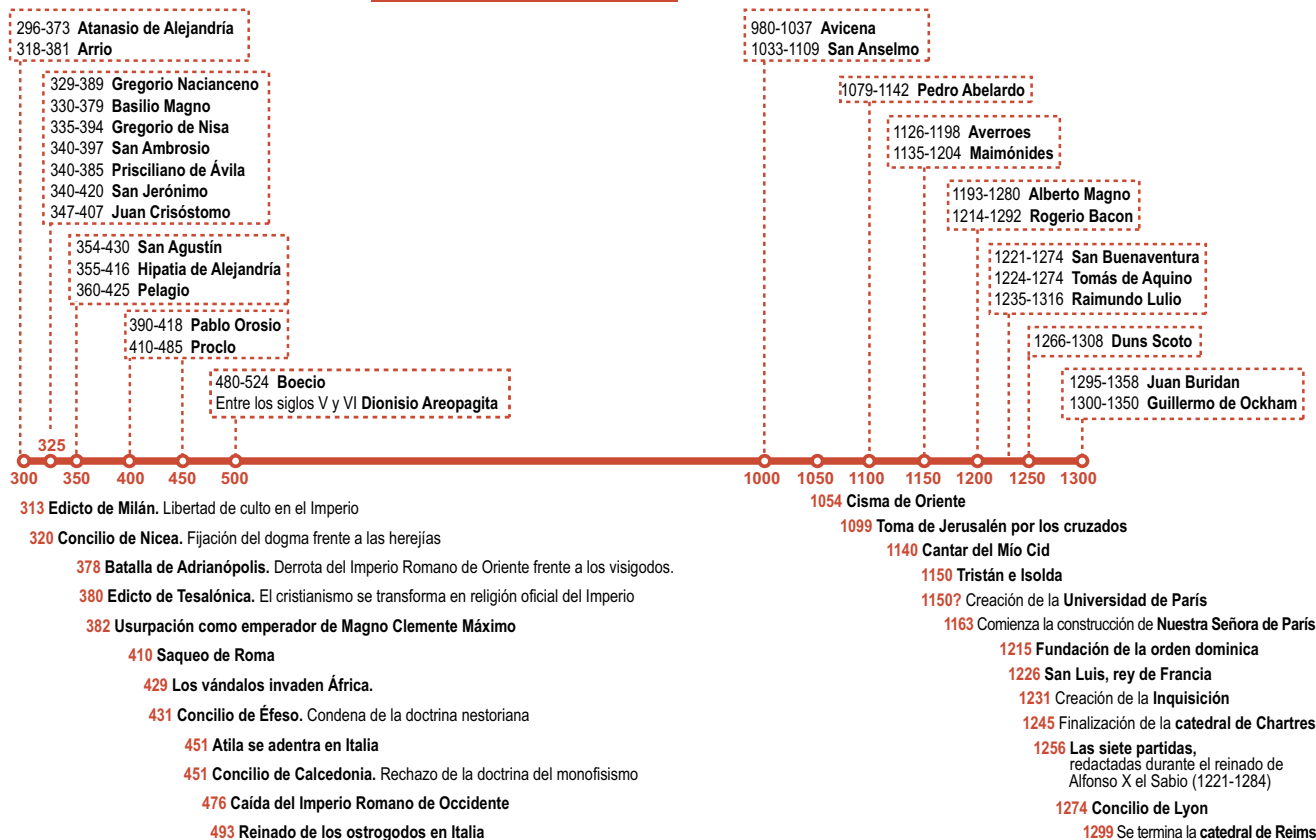 296-373 Atanasio de Alejandría
318-381 Arrio
329-389 Gregorio Nacianceno
330-379 Basilio Magno
335-394 Gregorio de Nisa
340-397 San Ambrosio
340-385 Prisciliano de Ávila
340-420 San Jerónimo
347-407 Juan Crisóstomo
354-430 San Agustín
355-416 Hipatia de Alejandría
360-425 Pelagio
390-418 Pablo Orosio
410-485 Proclo
480-524 Boecio
Entre los siglos V y VI Dionisio Areopagita
980-1037 Avicena
1033-1109 San Anselmo
1079-1142 Pedro Abelardo
1126-1198 Averroes
1135-1204 Maimónides
1193-1280 Alberto Magno
1214-1292 Rogerio Bacon
1221-1274 San Buenaventura
1224-1274 Tomás de Aquino
1235-1316 Raimundo Lulio
1266-1308 Duns Scoto
1295-1358 Juan Buridan
1300-1350 Guillermo de Ockham
325
300 350 400 450 500 1000 1050 1100 1150 1200 1250 1300
313 Edicto de Milán. Libertad de culto en el Imperio
320 Concilio de Nicea. Fijación del dogma frente a las herejías
378 Batalla de Adrianópolis. Derrota del Imperio Romano de Oriente frente a los visigodos.
380 Edicto de Tesalónica. El cristianismo se transforma en religión oficial del Imperio
382 Usurpación como emperador de Magno Clemente Máximo
410 Saqueo de Roma
429 Los vándalos invaden África.
431 Concilio de Éfeso. Condena de la doctrina nestoriana
451 Atila se adentra en Italia
451 Concilio de Calcedonia. Rechazo de la doctrina del monofisismo
476 Caída del Imperio Romano de Occidente
493 Reinado de los ostrogodos en Italia
1054 Cisma de Oriente
1099 Toma de Jerusalén por los cruzados
1140 Cantar del Mío Cid
1150 Tristán e Isolda
1150? Creación de la Universidad de París
1163 Comienza la construcción de Nuestra Señora de París
1215 Fundación de la orden dominica
1226 San Luis, rey de Francia
1231 Creación de la Inquisición
1245 Finalización de la catedral de Chartres
1256 Las siete partidas,
redactadas durante el reinado de
Alfonso X el Sabio (1221-1284)
1274 Concilio de Lyon
1299 Se termina la catedral de Reims